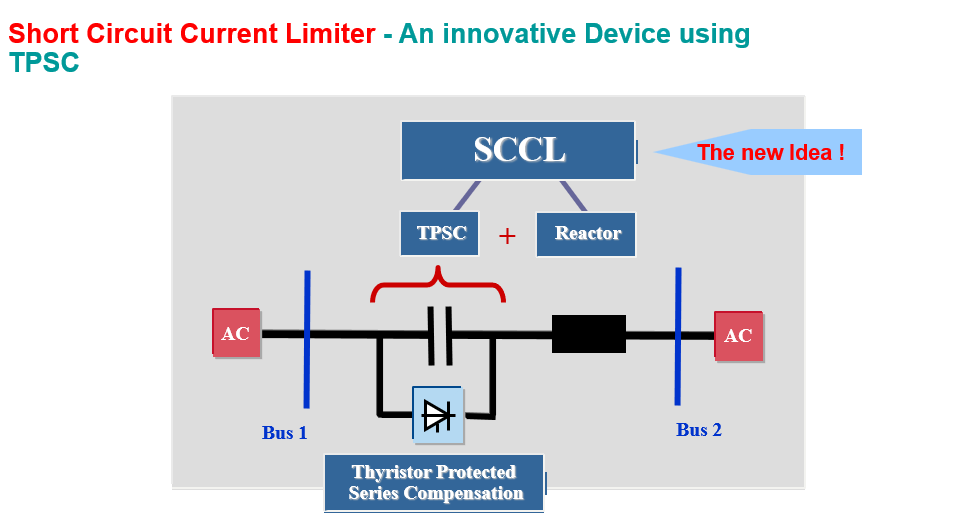 Short Circuit Current Limiter - An innovative Device using
TPSC
SCCL
The new Idea !
TPSC
+
Reactor
AC
AC
Bus 1
Bus 2
Thyristor Protected
Series Compensation